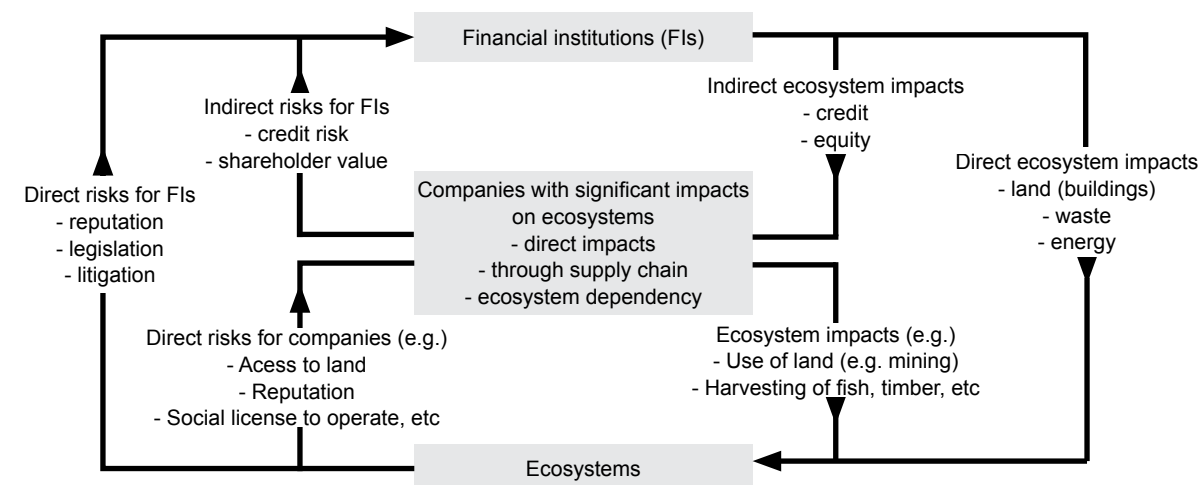 Financial institutions (FIs)
Indirect risks for FIs
- credit risk
- shareholder value
Indirect ecosystem impacts
- credit
- equity
Direct risks for FIs
- reputation
- legislation
- litigation
Companies with significant impacts
on ecosystems
- direct impacts
- through supply chain
- ecosystem dependency
Direct ecosystem impacts
- land (buildings)
- waste
- energy
Direct risks for companies (e.g.)
- Acess to land
- Reputation
- Social license to operate, etc
Ecosystem impacts (e.g.)
- Use of land (e.g. mining)
- Harvesting of fish, timber, etc
Ecosystems